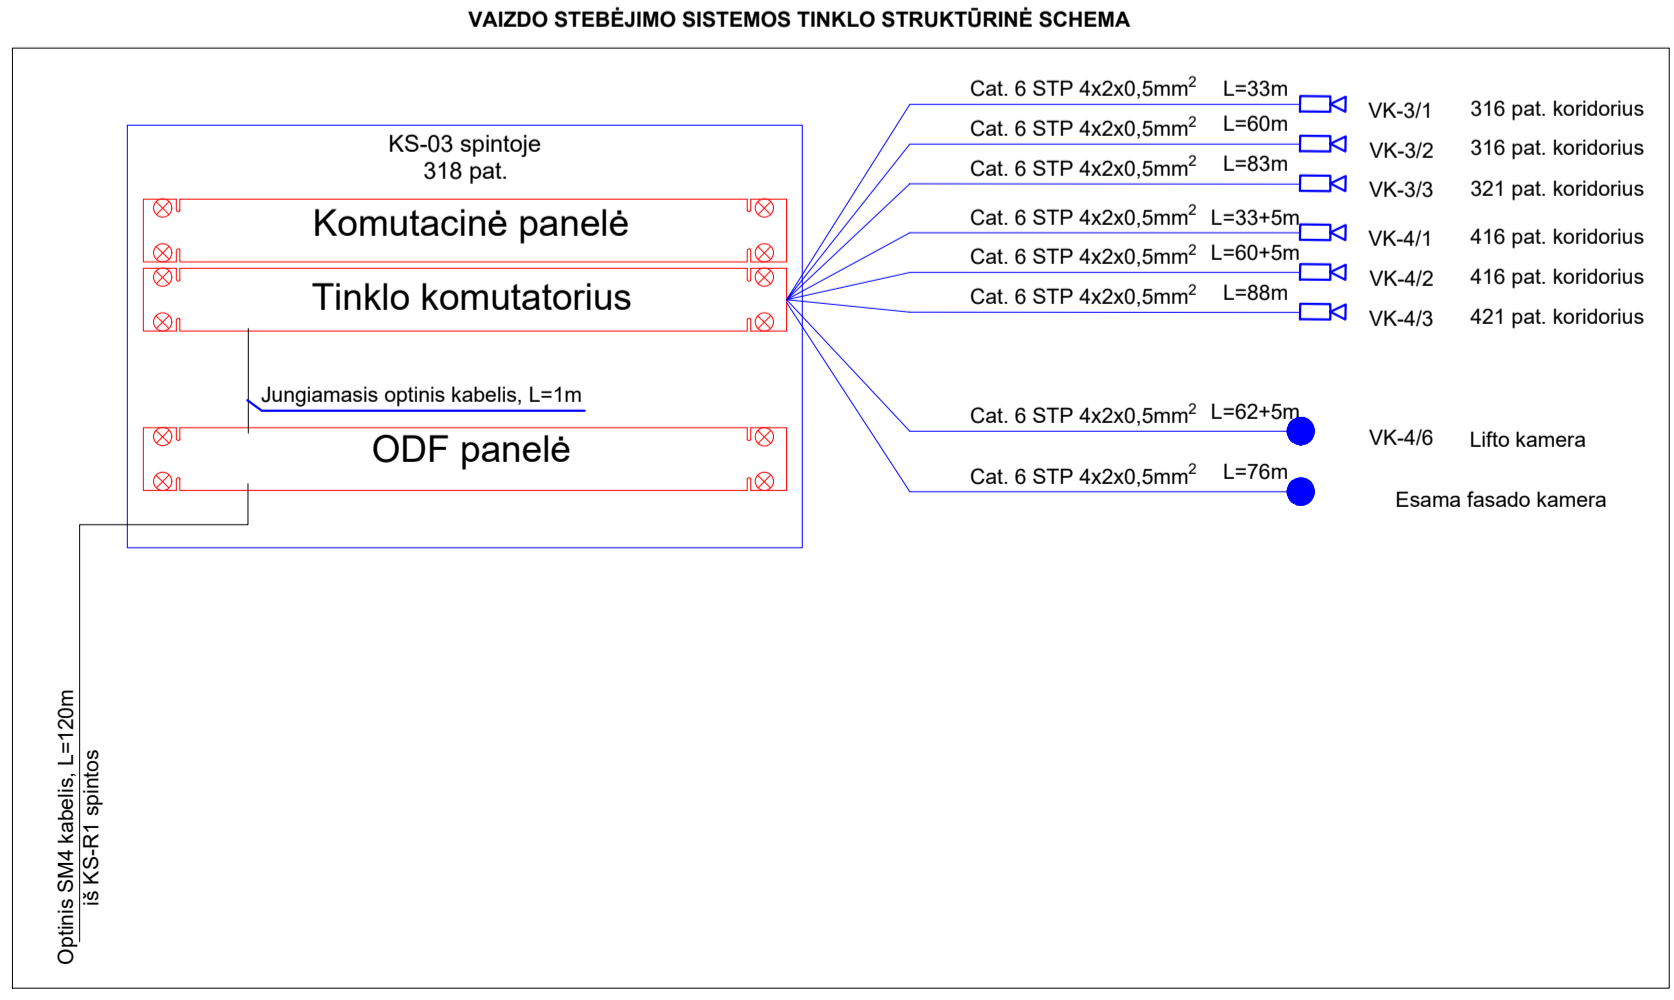 VAIZDO STEBĖJIMO SISTEMOS TINKLO STRUKTŪRINĖ SCHEMA
KS-03 spintoje
318 pat.
Komutacinė panelė
Tinklo komutatorius
Jungiamasis optinis kabelis, L=1m
ODF panelė
Optinis SM4 kabelis, L=120m
iš KS-R1 spintos
Cat. 6 STP 4x2x0,5mm² L=33m VK-3/1 316 pat. koridorius
Cat. 6 STP 4x2x0,5mm² L=60m VK-3/2 316 pat. koridorius
Cat. 6 STP 4x2x0,5mm² L=83m VK-3/3 321 pat. koridorius
Cat. 6 STP 4x2x0,5mm² L=33+5m VK-4/1 416 pat. koridorius
Cat. 6 STP 4x2x0,5mm² L=60+5m VK-4/2 416 pat. koridorius
Cat. 6 STP 4x2x0,5mm² L=88m VK-4/3 421 pat. koridorius
Cat. 6 STP 4x2x0,5mm² L=62+5m VK-4/6 Lifto kamera
Cat. 6 STP 4x2x0,5mm² L=76m Esama fasado kamera